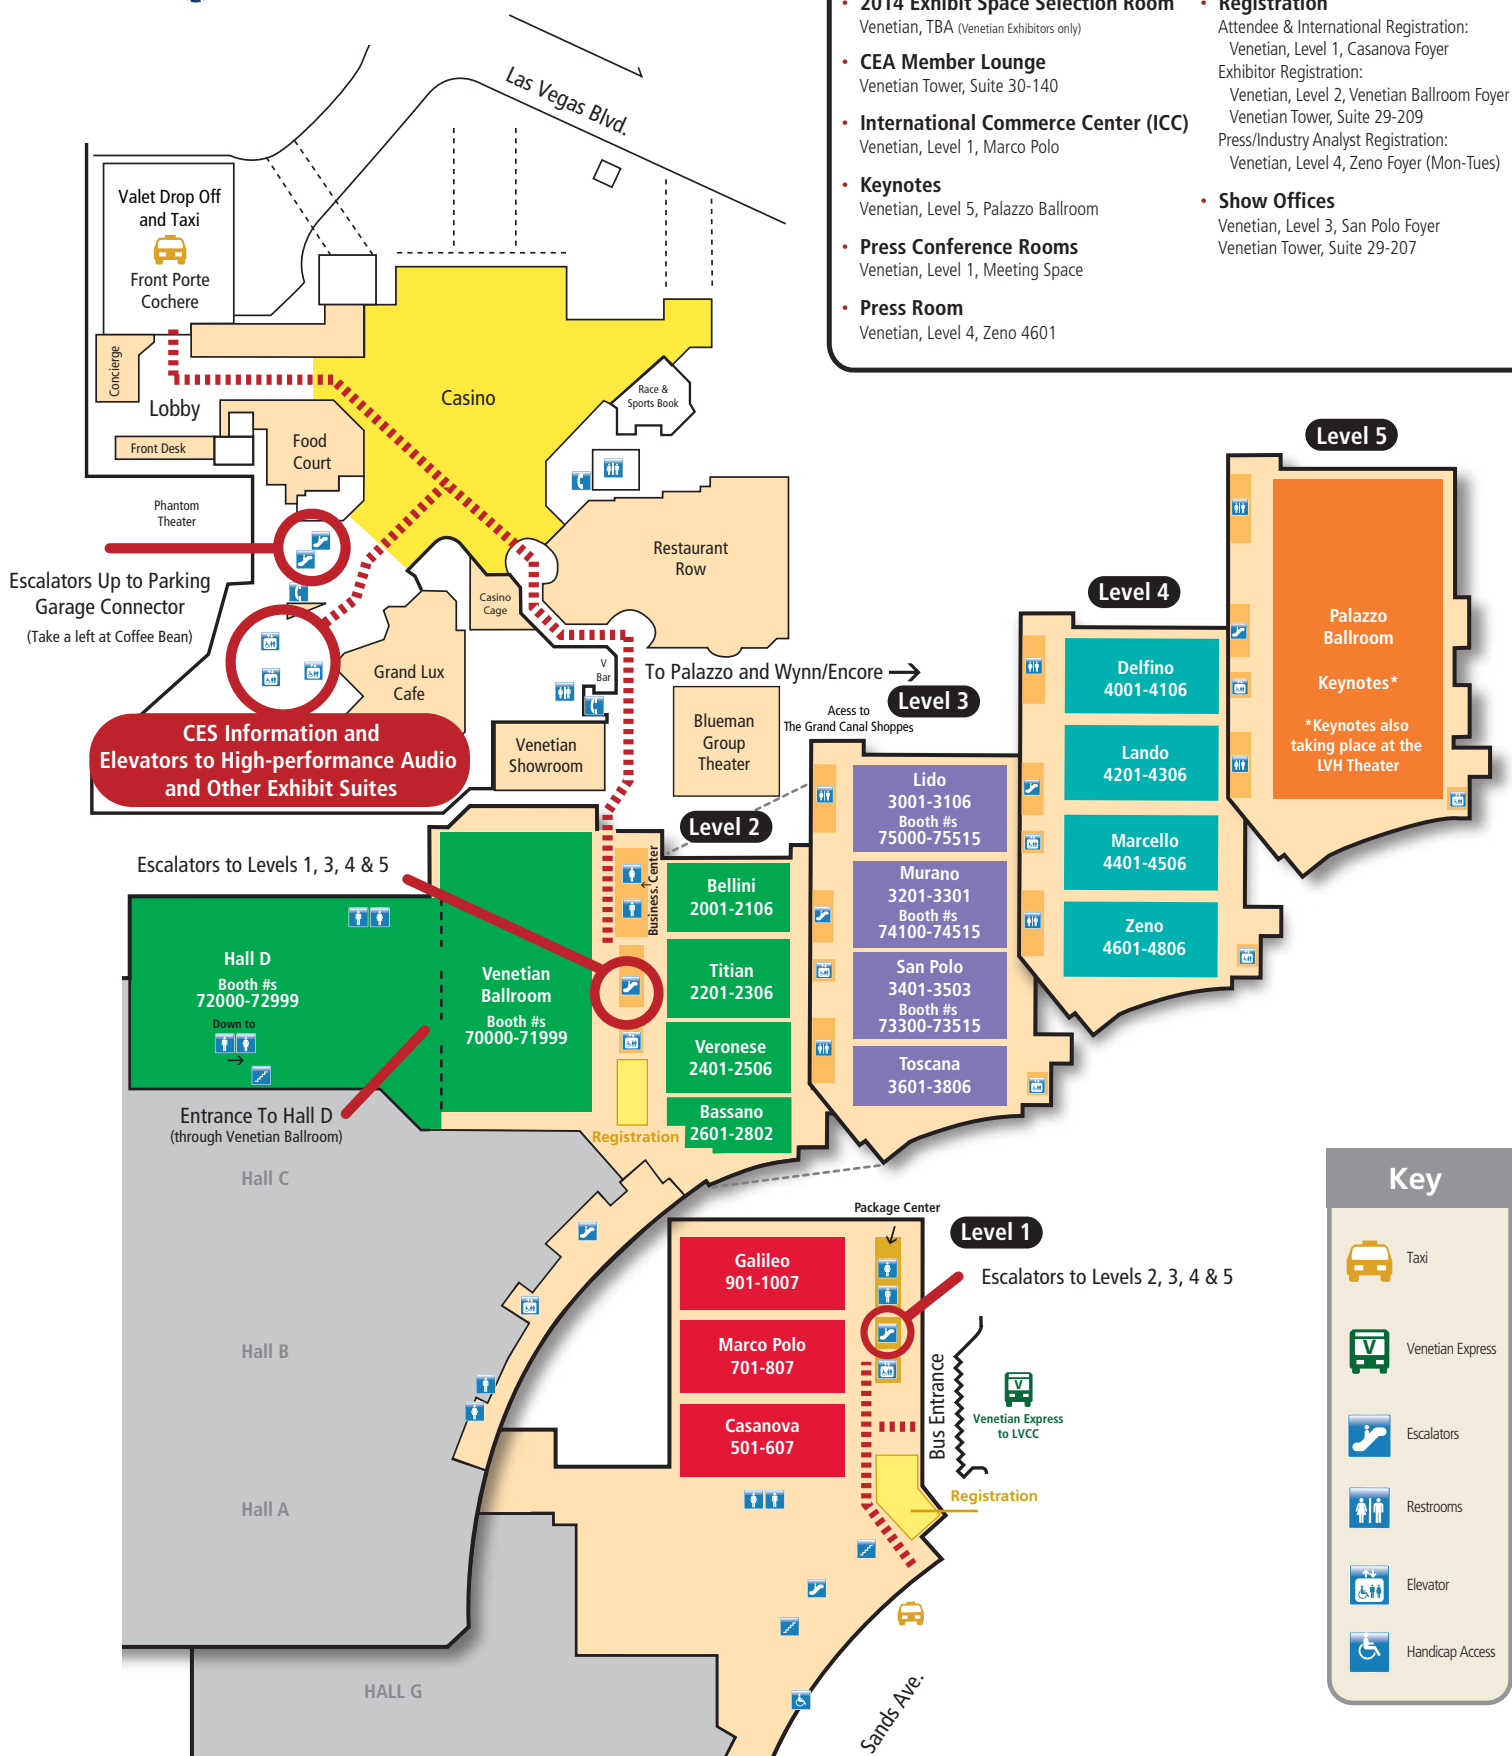 2014 Exhibit Space Selection Room
Venetian, TBA (Venetian Exhibitors only)
CEA Member Lounge
Venetian Tower, Suite 30-140
International Commerce Center (ICC)
Venetian, Level 1, Marco Polo
Keynotes
Venetian, Level 5, Palazzo Ballroom
Press Conference Rooms
Venetian, Level 1, Meeting Space
Press Room
Venetian, Level 4, Zeno 4601
Registration
Attendee & International Registration:
Venetian, Level 1, Casanova Foyer
Exhibitor Registration:
Venetian, Level 2, Venetian Ballroom Foyer
Venetian Tower, Suite 29-209
Press/Industry Analyst Registration:
Venetian, Level 4, Zeno Foyer (Mon-Tues)
Show Offices
Venetian, Level 3, San Polo Foyer
Venetian Tower, Suite 29-207
Las Vegas Blvd.
Valet Drop Off
and Taxi
Front Porte
Cochere
Concierge
Lobby
Front Desk
Food
Court
Casino
Race &
Sports Book
Phantom
Theater
Escalators Up to Parking
Garage Connector
(Take a left at Coffee Bean)
Casino
Cage
Restaurant
Row
Grand Lux
Cafe
V
Bar
To Palazzo and Wynn/Encore
CES Information and
Elevators to High-performance Audio
and Other Exhibit Suites
Venetian
Showroom
Blueman
Group
Theater
Acess to
The Grand Canal Shoppes
Level 5
Palazzo
Ballroom
Keynotes*
*Keynotes also
taking place at the
LVH Theater
Level 4
Delfino
4001-4106
Lando
4201-4306
Marcello
4401-4506
Zeno
4601-4806
Level 3
Lido
3001-3106
Booth #s
75000-75515
Murano
3201-3301
Booth #s
74100-74515
San Polo
3401-3503
Booth #s
73300-73515
Toscana
3601-3806
Level 2
Escalators to Levels 1, 3, 4 & 5
Business. Center
Bellini
2001-2106
Titian
2201-2306
Veronese
2401-2506
Bassano
2601-2802
Venetian
Ballroom
Booth #s
70000-71999
Hall D
Booth #s
72000-72999
Down to
Entrance To Hall D
(through Venetian Ballroom)
Registration
Hall C
Hall B
Hall A
HALL G
Package Center
Level 1
Escalators to Levels 2, 3, 4 & 5
Galileo
901-1007
Marco Polo
701-807
Casanova
501-607
Bus Entrance
V
Venetian Express
to LVCC
Registration
Sands Ave.
Key
Taxi
V
Venetian Express
Escalators
Restrooms
Elevator
Handicap Access